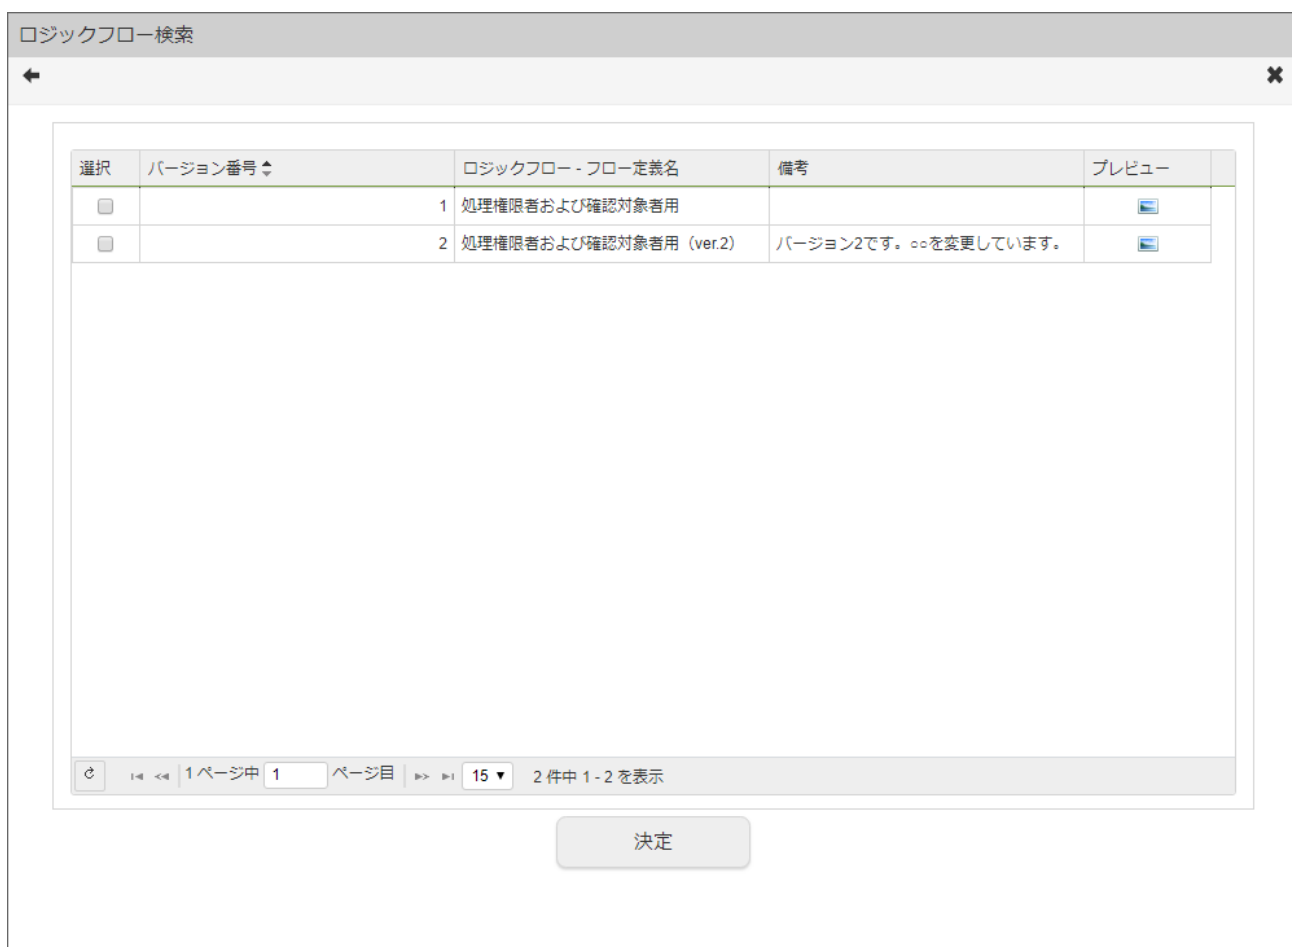 ロジックフロー検索
選択 バージョン番号 ロジックフロー - フロー定義名 備考 プレビュー
1 処理権限者および確認対象者用
2 処理権限者および確認対象者用（ver.2） バージョン2です。○○を変更しています。
1 ページ中 1 ページ目 15 2 件中 1 - 2 を表示
決定